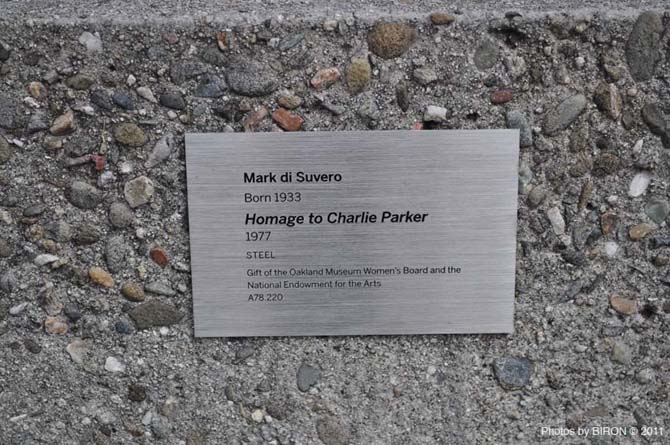 Mark di Suvero
Born 1933
Homage to Charlie Parker
1977
STEEL
Gift of the Oakland Museum Women's Board and the
National Endowment for the Arts
A78.220
Photos by BIRON © 2011